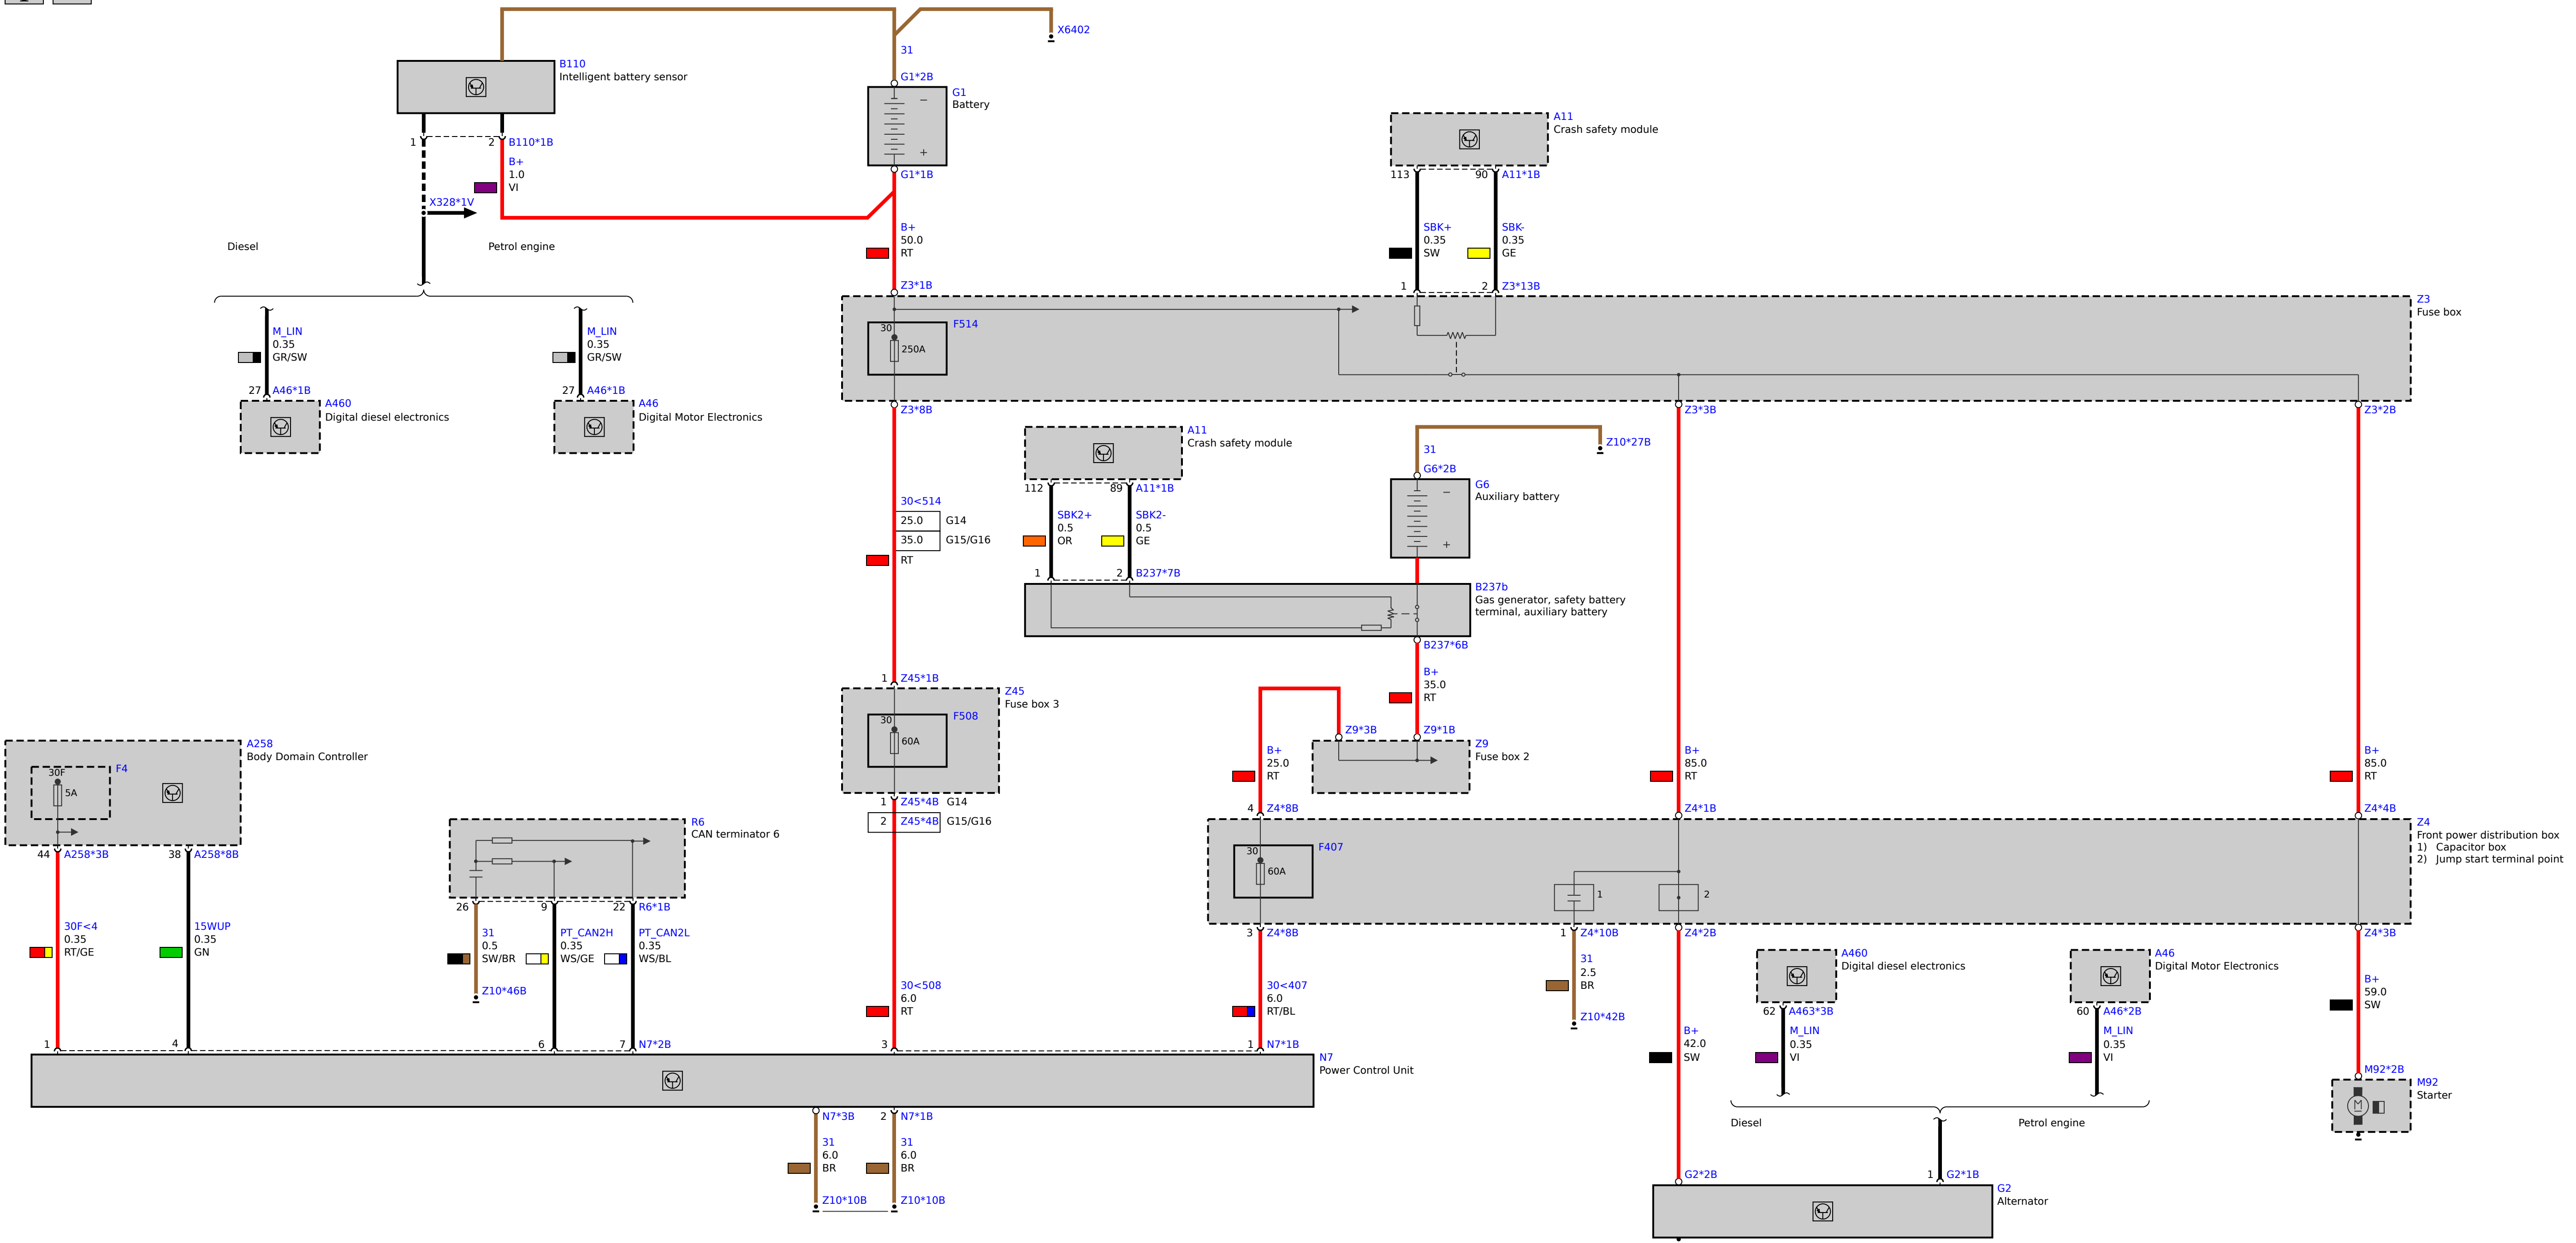 X6402
31
B110
Intelligent battery sensor
G1*2B
G1
Battery
−
+
A11
Crash safety module
1 2 B110*1B
B+
1.0
VI
G1*1B
113 90 A11*1B
X328*1V
B+
50.0
RT
SBK+
0.35
SW
SBK-
0.35
GE
Diesel
Petrol engine
Z3*1B
1 2 Z3*13B
Z3
Fuse box
30
F514
250A
M_LIN
0.35
GR/SW
M_LIN
0.35
GR/SW
27 A46*1B
27 A46*1B
A460
Digital diesel electronics
A46
Digital Motor Electronics
Z3*8B
Z3*3B
Z3*2B
A11
Crash safety module
31
Z10*27B
G6*2B
G6
Auxiliary battery
−
+
112 89 A11*1B
30<514
25.0 G14
35.0 G15/G16
RT
SBK2+
0.5
OR
SBK2-
0.5
GE
1 2 B237*7B
B237b
Gas generator, safety battery
terminal, auxiliary battery
B237*6B
B+
35.0
RT
1 Z45*1B
Z45
Fuse box 3
30
F508
60A
Z9*3B
Z9*1B
Z9
Fuse box 2
A258
Body Domain Controller
30F
F4
5A
B+
25.0
RT
B+
85.0
RT
B+
85.0
RT
1 Z45*4B G14
2 Z45*4B G15/G16
4 Z4*8B
Z4*1B
Z4*4B
R6
CAN terminator 6
Z4
Front power distribution box
1) Capacitor box
2) Jump start terminal point
30
F407
60A
1
2
44 A258*3B
38 A258*8B
26 9 22 R6*1B
3 Z4*8B
1 Z4*10B
Z4*2B
Z4*3B
30F<4
0.35
RT/GE
15WUP
0.35
GN
31
0.5
SW/BR
PT_CAN2H
0.35
WS/GE
PT_CAN2L
0.35
WS/BL
Z10*46B
30<508
6.0
RT
30<407
6.0
RT/BL
31
2.5
BR
Z10*42B
A460
Digital diesel electronics
A46
Digital Motor Electronics
62 A463*3B
60 A46*2B
B+
59.0
SW
B+
42.0
SW
M_LIN
0.35
VI
M_LIN
0.35
VI
1 4 6 7 N7*2B
3 1 N7*1B
N7
Power Control Unit
M92*2B
M92
Starter
M
N7*3B
2 N7*1B
31
6.0
BR
31
6.0
BR
Diesel
Petrol engine
Z10*10B
Z10*10B
G2*2B
1 G2*1B
G2
Alternator